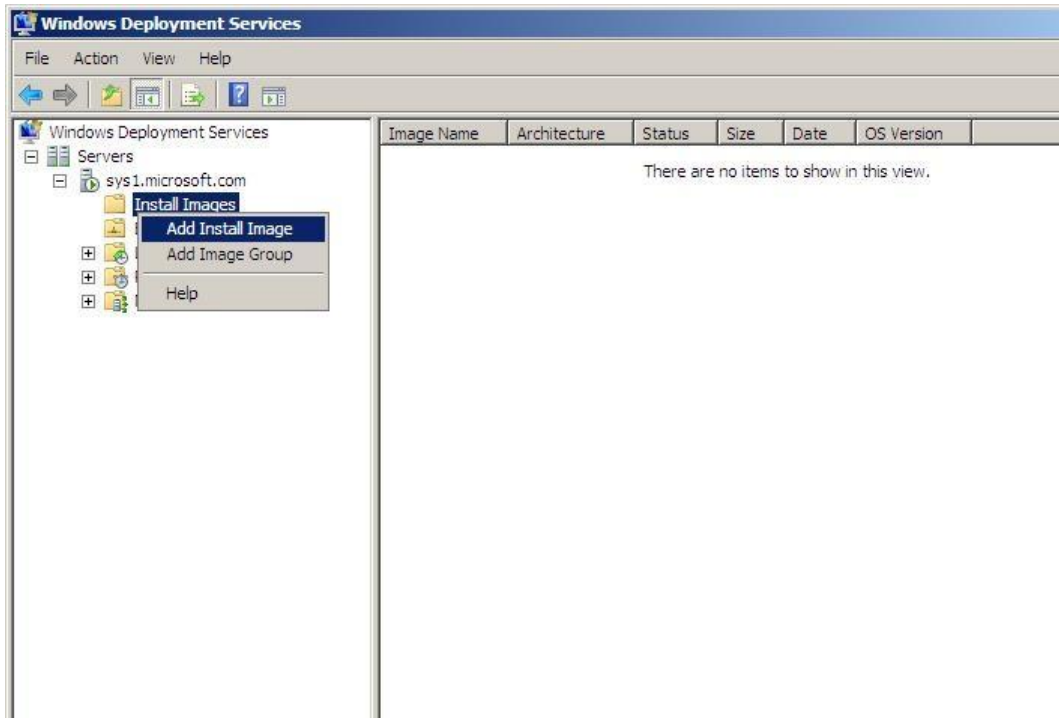 Windows Deployment Services
File Action View Help
Windows Deployment Services
Servers
sys1.microsoft.com
Install Images
Add Install Image
Add Image Group
Help
Image Name Architecture Status Size Date OS Version
There are no items to show in this view.